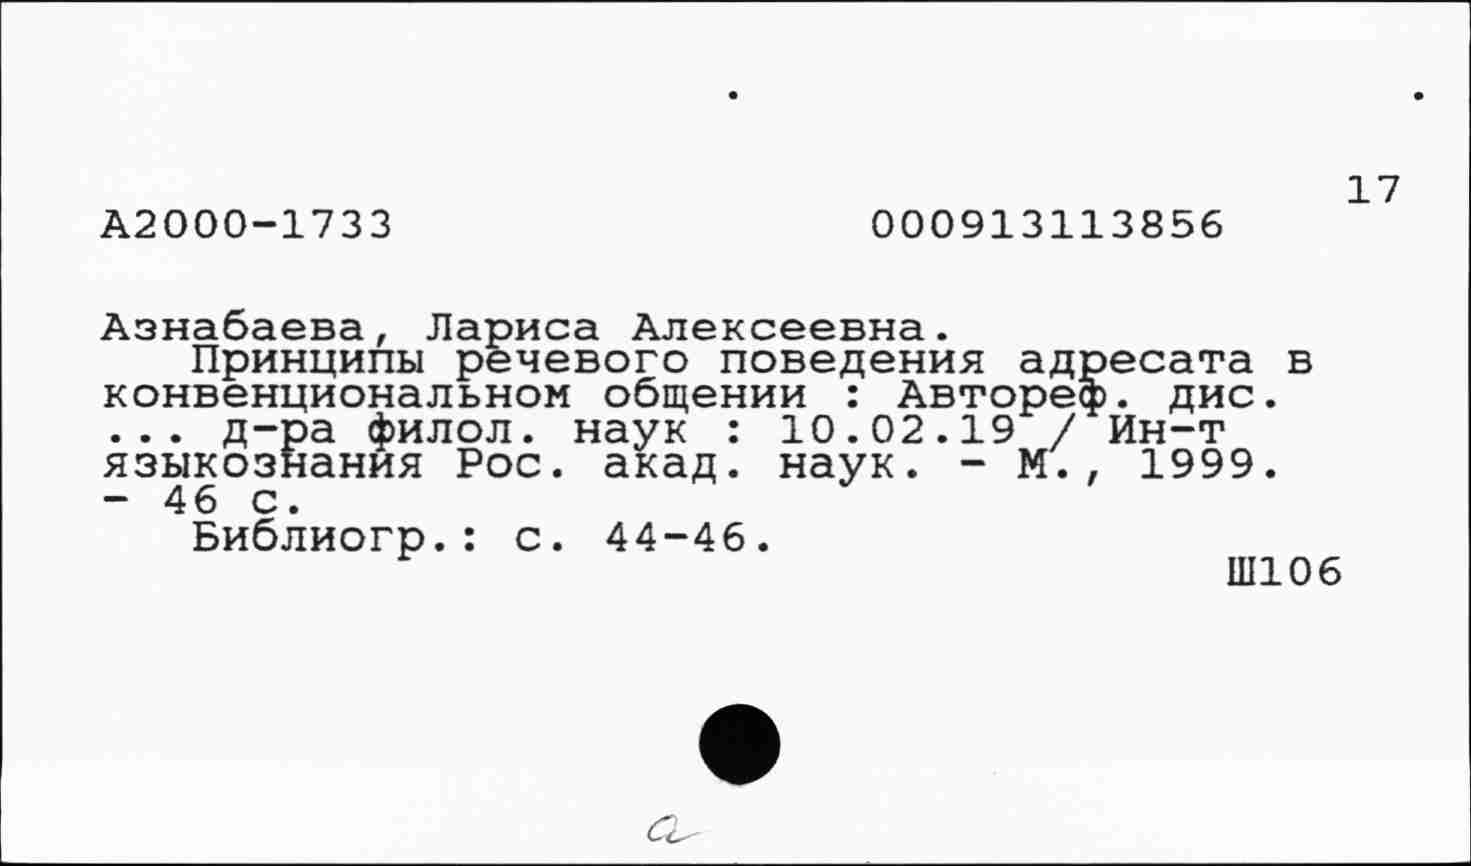 17
А2000-1733 000913113856
Азнабаева, Лариса Алексеевна.
Принципы речевого поведения адресата в
конвенциональном общении : Автореф. дис.
... д-ра филол. наук : 10.02.19 / Ин-т
языкознания Рос. акад. наук. - М., 1999.
- 46 с.
Библиогр.: с. 44-46.
Ш106
а